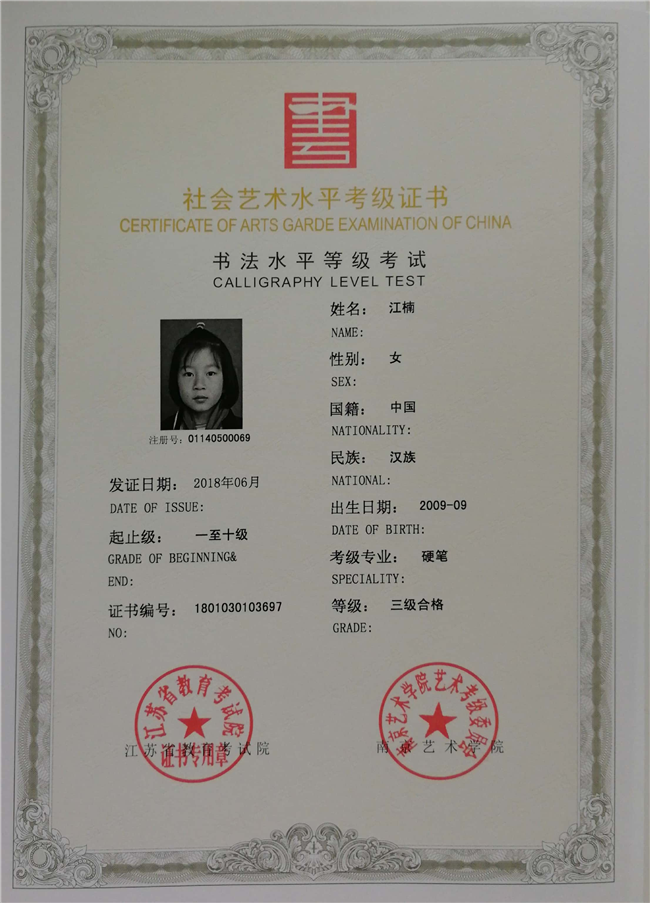 社会艺术水平考级证书
CERTIFICATE OF ARTS GARDE EXAMINATION OF CHINA
书法水平等级考试
CALLIGRAPHY LEVEL TEST
姓名： 江楠
NAME:
性别： 女
SEX:
国籍： 中国
NATIONALITY:
民族： 汉族
NATIONAL:
出生日期： 2009-09
DATE OF BIRTH:
考级专业： 硬笔
SPECIALITY:
等级： 三级合格
GRADE:
注册号：01140500069
发证日期： 2018年06月
DATE OF ISSUE:
起止级： 一至十级
GRADE OF BEGINNING&
END:
证书编号： 1801030103697
NO:
江苏省教育考试院
证书专用章
江苏省教育考试院
南京艺术学院艺术考级委员会
南京艺术学院